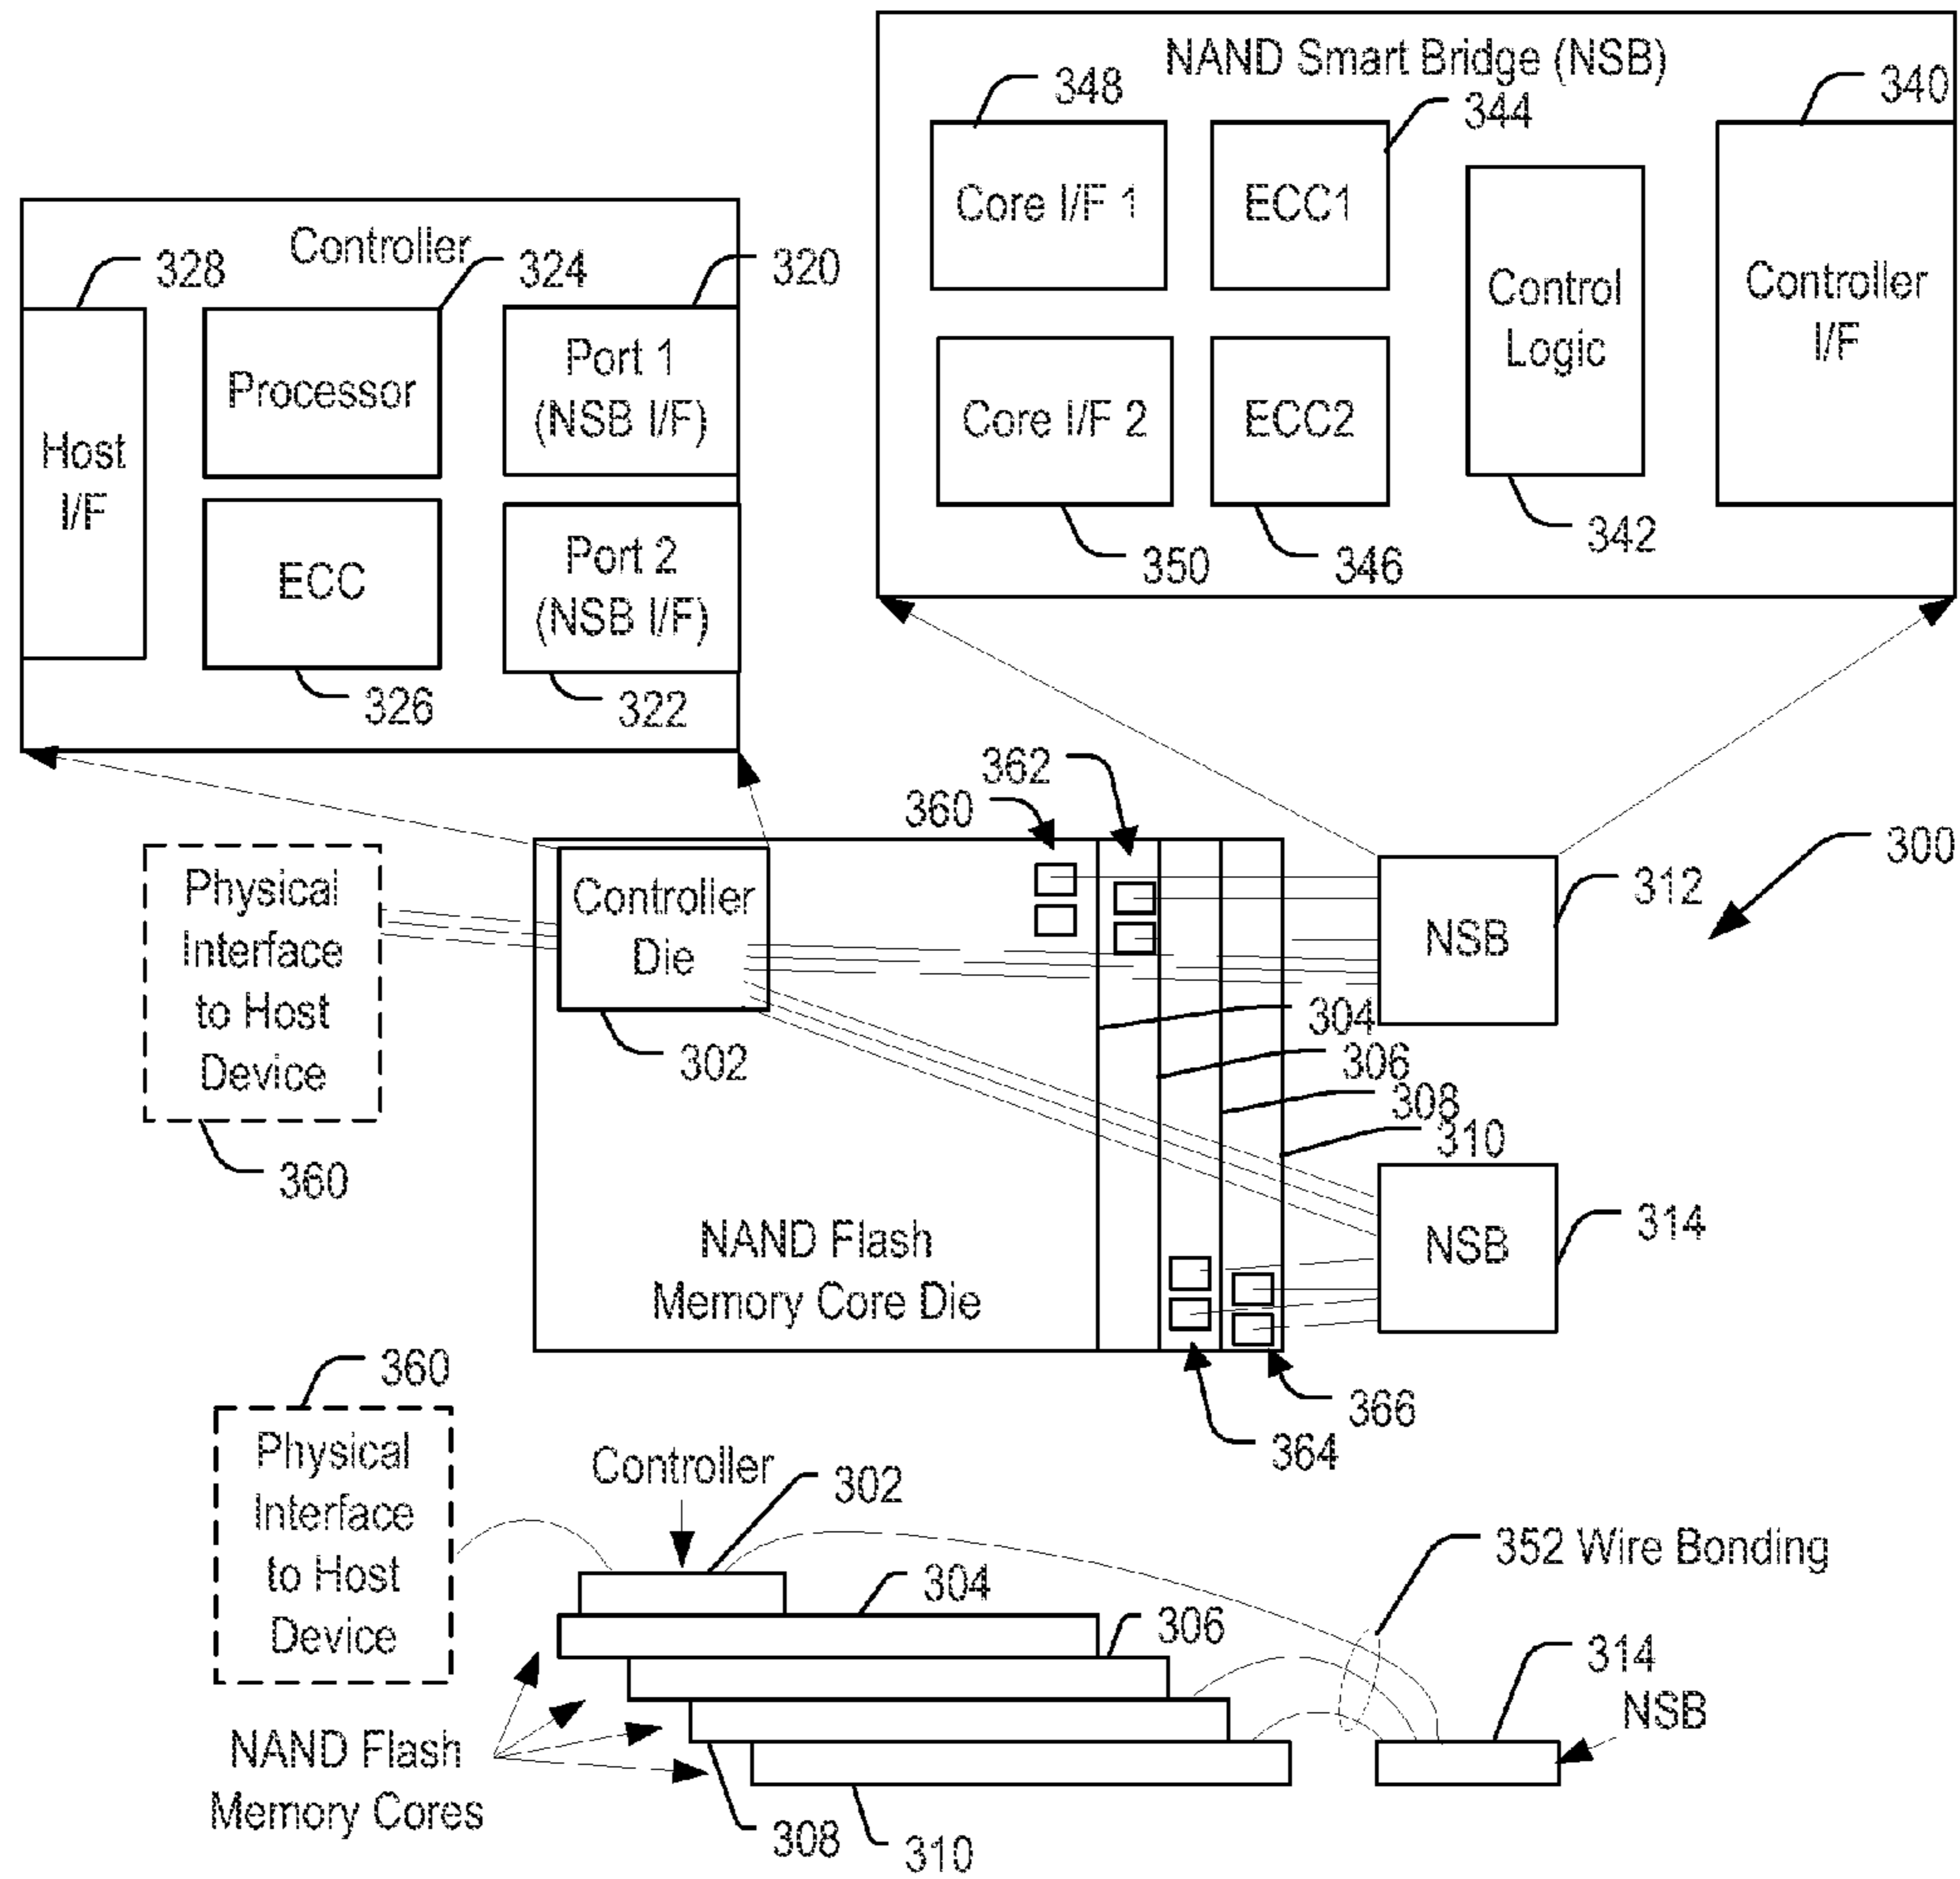 NAND Smart Bridge (NSB)
348
344
340
Core I/F 1
ECC1
Control
Logic
Controller
I/F
Core I/F 2
ECC2
350
346
342
Controller
328
324
320
Host
I/F
Processor
Port 1
(NSB I/F)
ECC
Port 2
(NSB I/F)
326
322
362
360
300
Physical
Interface
to Host
Device
360
Controller
Die
302
NSB
312
304
306
308
310
NSB
314
NAND Flash
Memory Core Die
366
364
360
Physical
Interface
to Host
Device
Controller
302
304
306
352 Wire Bonding
314
NSB
NAND Flash
Memory Cores
308
310